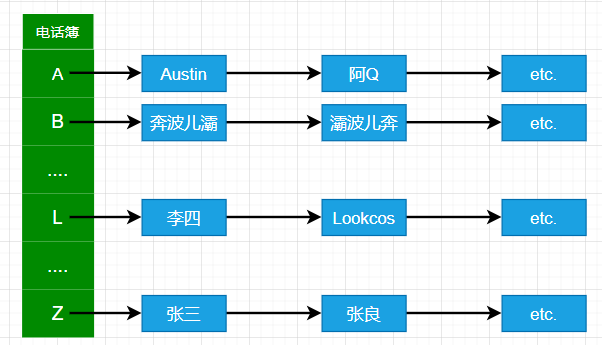 电话簿
A Austin 阿Q etc.
B 奔波儿灞 灞波儿奔 etc.
....
L 李四 Lookcos etc.
....
Z 张三 张良 etc.